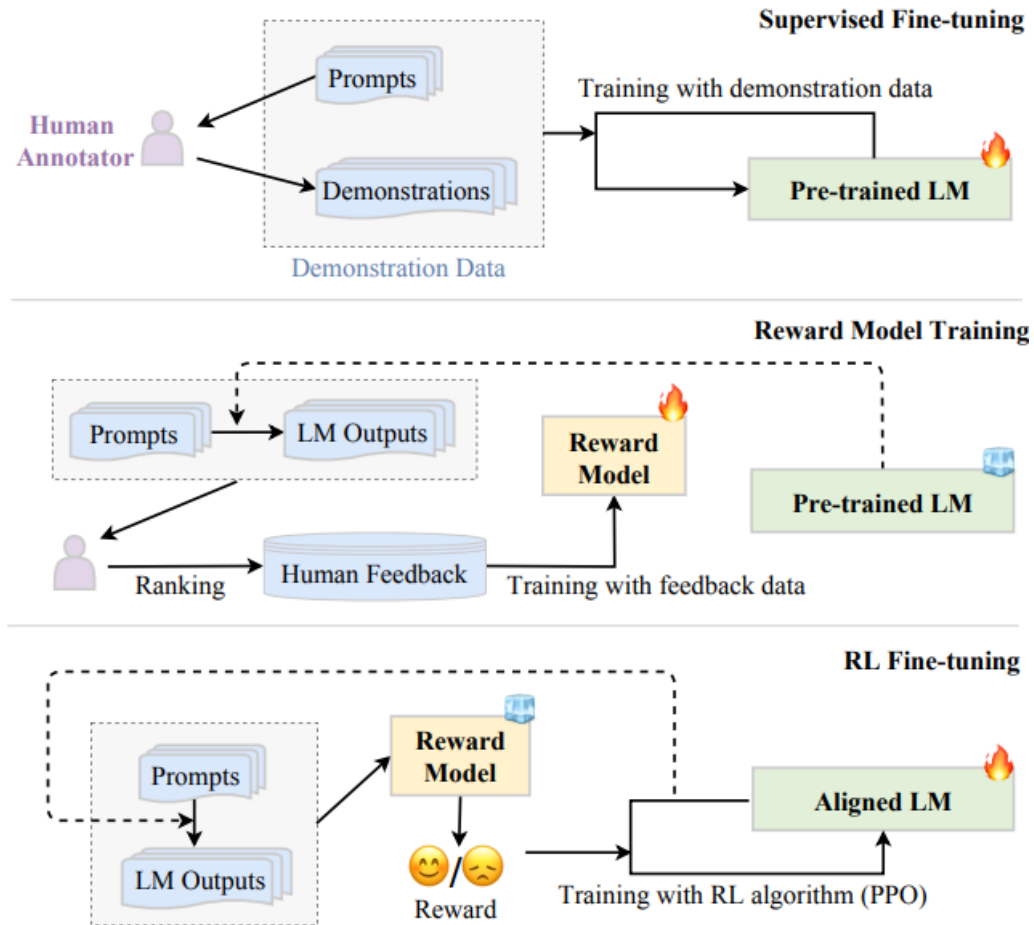 Supervised Fine-tuning
Prompts
Training with demonstration data
Human
Annotator
Demonstrations
Pre-trained LM
Demonstration Data
Reward Model Training
Prompts
LM Outputs
Reward
Model
Pre-trained LM
Ranking
Human Feedback
Training with feedback data
RL Fine-tuning
Reward
Model
Prompts
Aligned LM
LM Outputs
/
Reward
Training with RL algorithm (PPO)